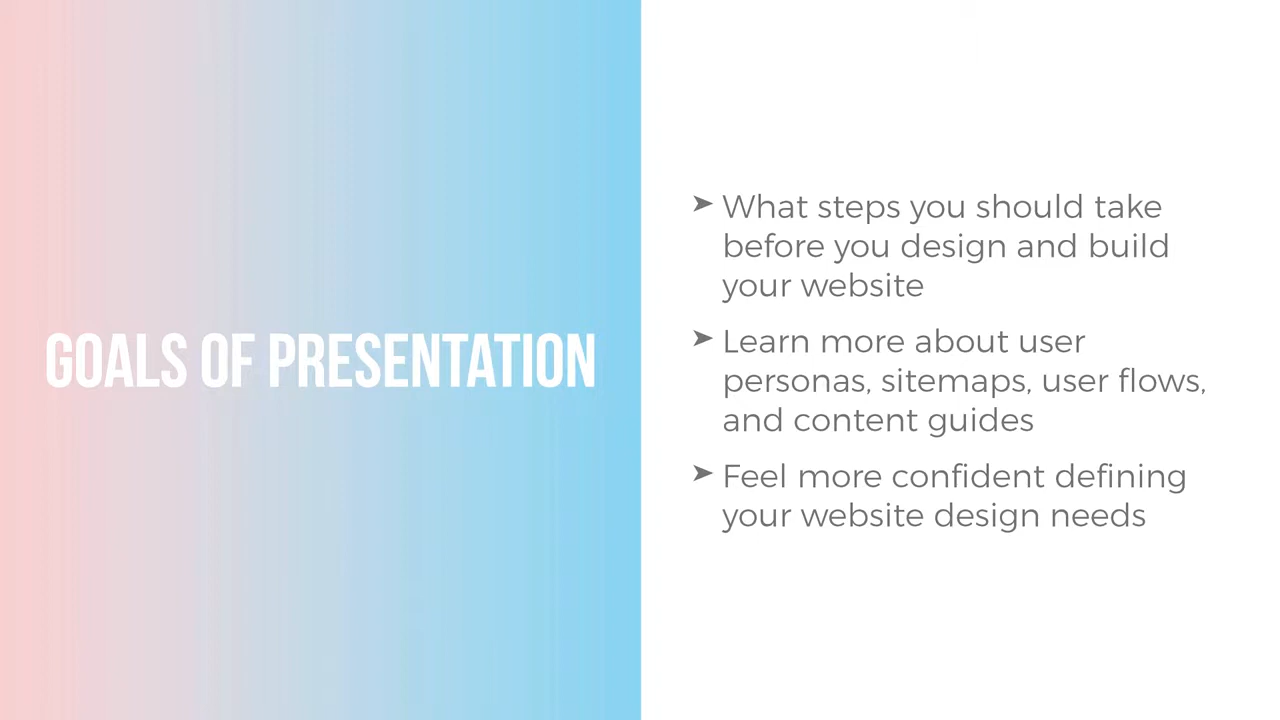 GOALS OF PRESENTATION
➤ What steps you should take
before you design and build
your website
➤ Learn more about user
personas, sitemaps, user flows,
and content guides
➤ Feel more confident defining
your website design needs